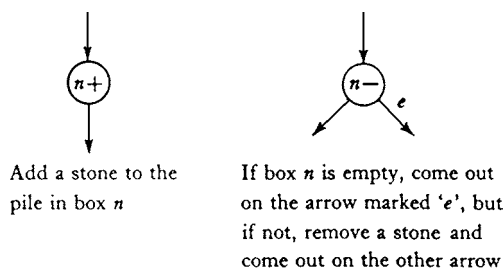 n+
n−
e
Add a stone to the
pile in box n
If box n is empty, come out
on the arrow marked ‘e’, but
if not, remove a stone and
come out on the other arrow